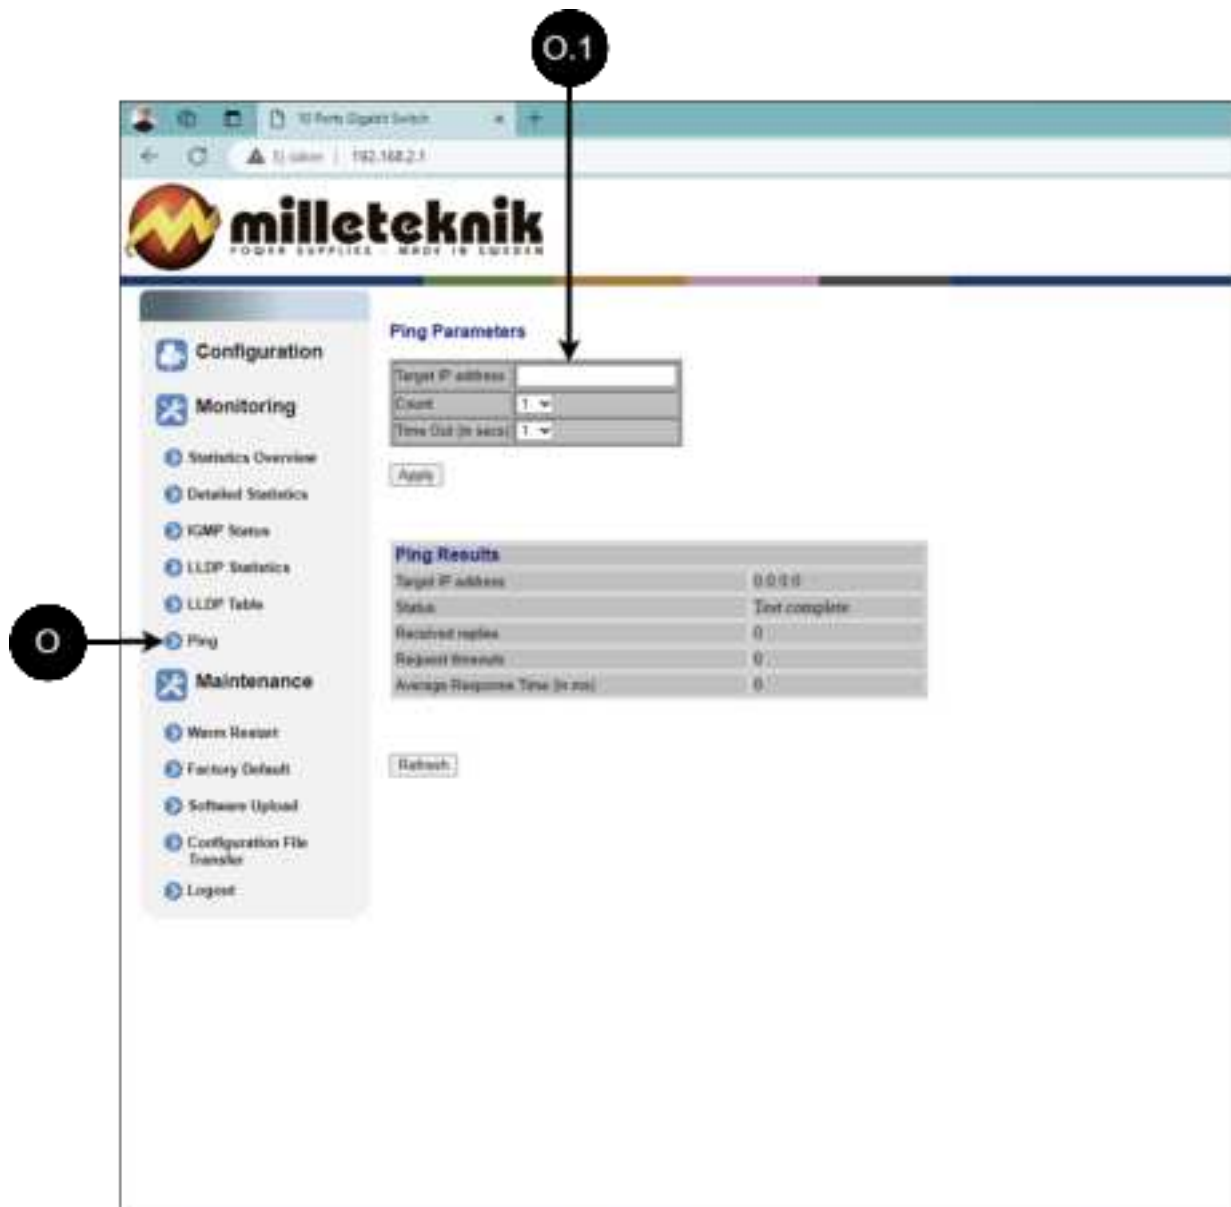 O.1
10 Ports Gigabit Switch
192.168.2.1
milleteknik
POWER SUPPLIES - MADE IN SWEDEN
Configuration
Monitoring
Statistics Overview
Detailed Statistics
IGMP Status
LLDP Statistics
LLDP Table
O
Ping
Maintenance
Warm Restart
Factory Default
Software Upload
Configuration File
Transfer
Logout
Ping Parameters
Target IP address
Count 1
Time Out (in secs) 1
Apply
Ping Results
Target IP address 0.0.0.0
Status Test complete
Received replies 0
Request timeouts 0
Average Response Time (in ms) 0
Refresh